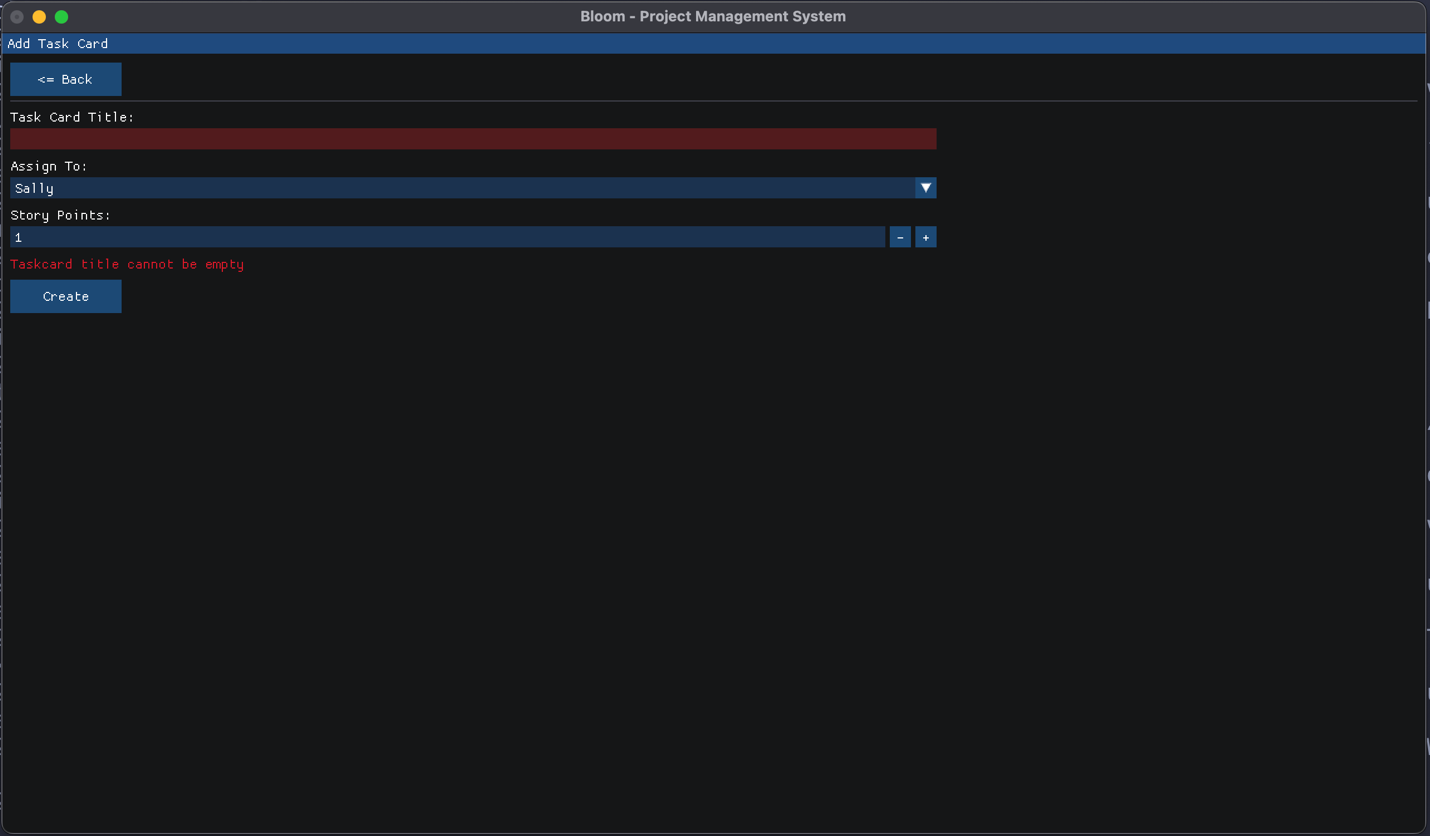 Bloom - Project Management System
Add Task Card
<= Back
Task Card Title:
Assign To:
Sally
Story Points:
1
- +
Taskcard title cannot be empty
Create